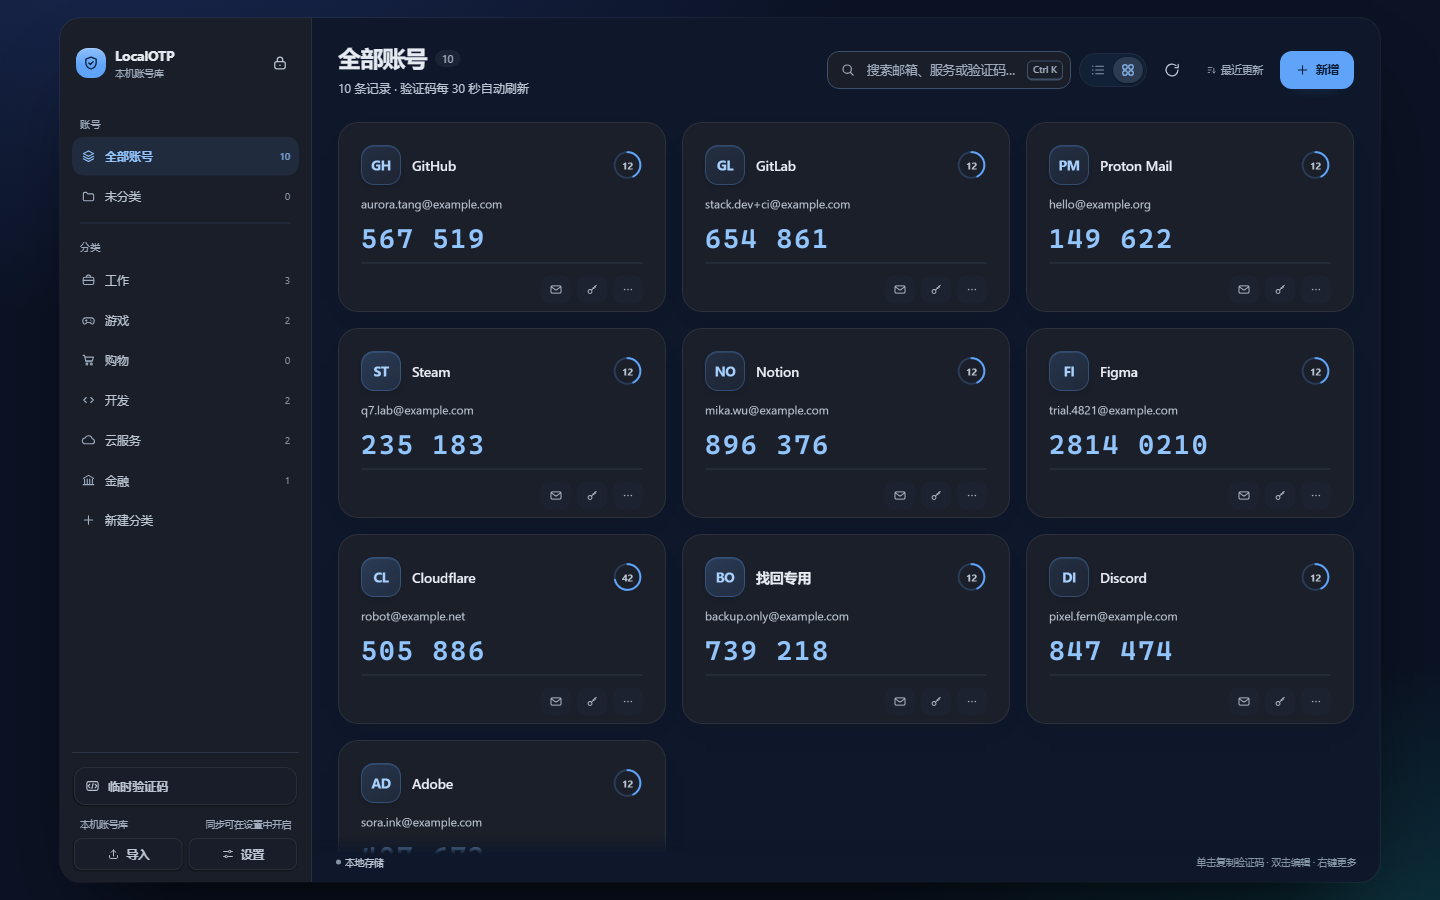 LocalOTP
本机账号库
账号
全部账号 10
未分类 0
分类
工作 3
游戏 2
购物 0
开发 2
云服务 2
金融 1
新建分类
临时验证码
本机账号库 同步可在设置中开启
导入 设置
全部账号 10
10 条记录 · 验证码每 30 秒自动刷新
搜索邮箱、服务或验证码... Ctrl K
最近更新
新增
GH GitHub 12
aurora.tang@example.com
567 519
GL GitLab 12
stack.dev+ci@example.com
654 861
PM Proton Mail 12
hello@example.org
149 622
ST Steam 12
q7.lab@example.com
235 183
NO Notion 12
mika.wu@example.com
896 376
FI Figma 12
trial.4821@example.com
2814 0210
CL Cloudflare 42
robot@example.net
505 886
BO 找回专用 12
backup.only@example.com
739 218
DI Discord 12
pixel.fern@example.com
847 474
AD Adobe 12
sora.ink@example.com
本地存储
单击复制验证码 · 双击编辑 · 右键更多